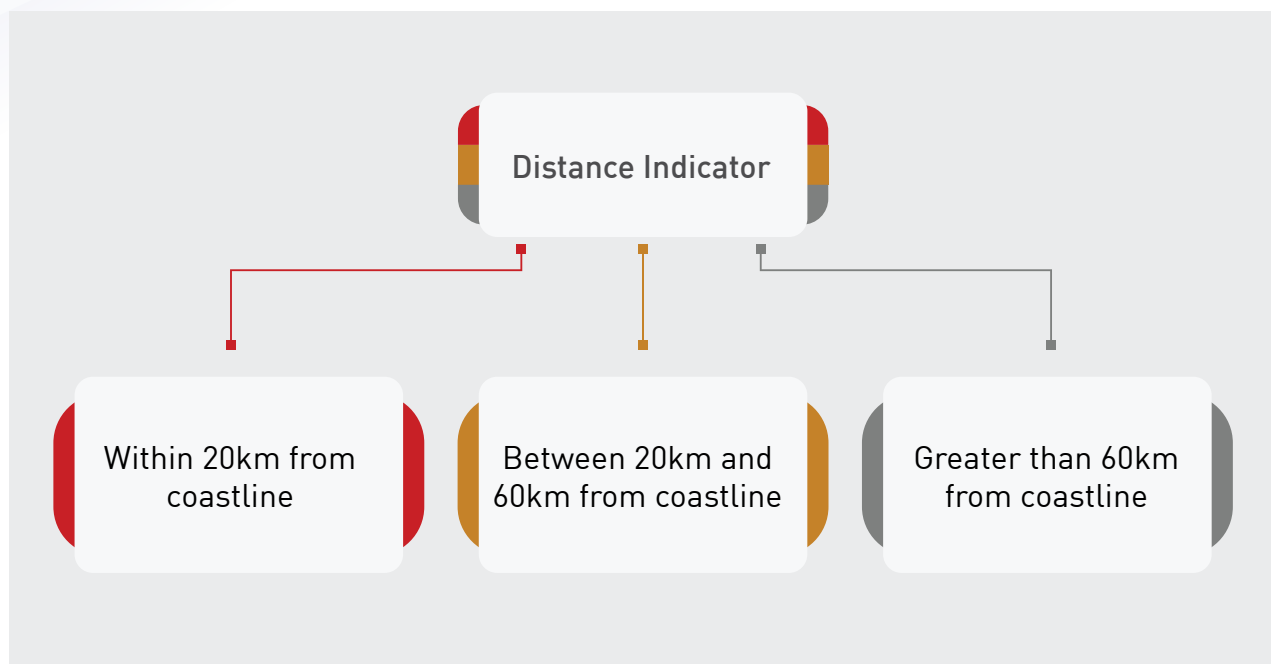 Distance Indicator
Within 20km from
coastline
Between 20km and
60km from coastline
Greater than 60km
from coastline